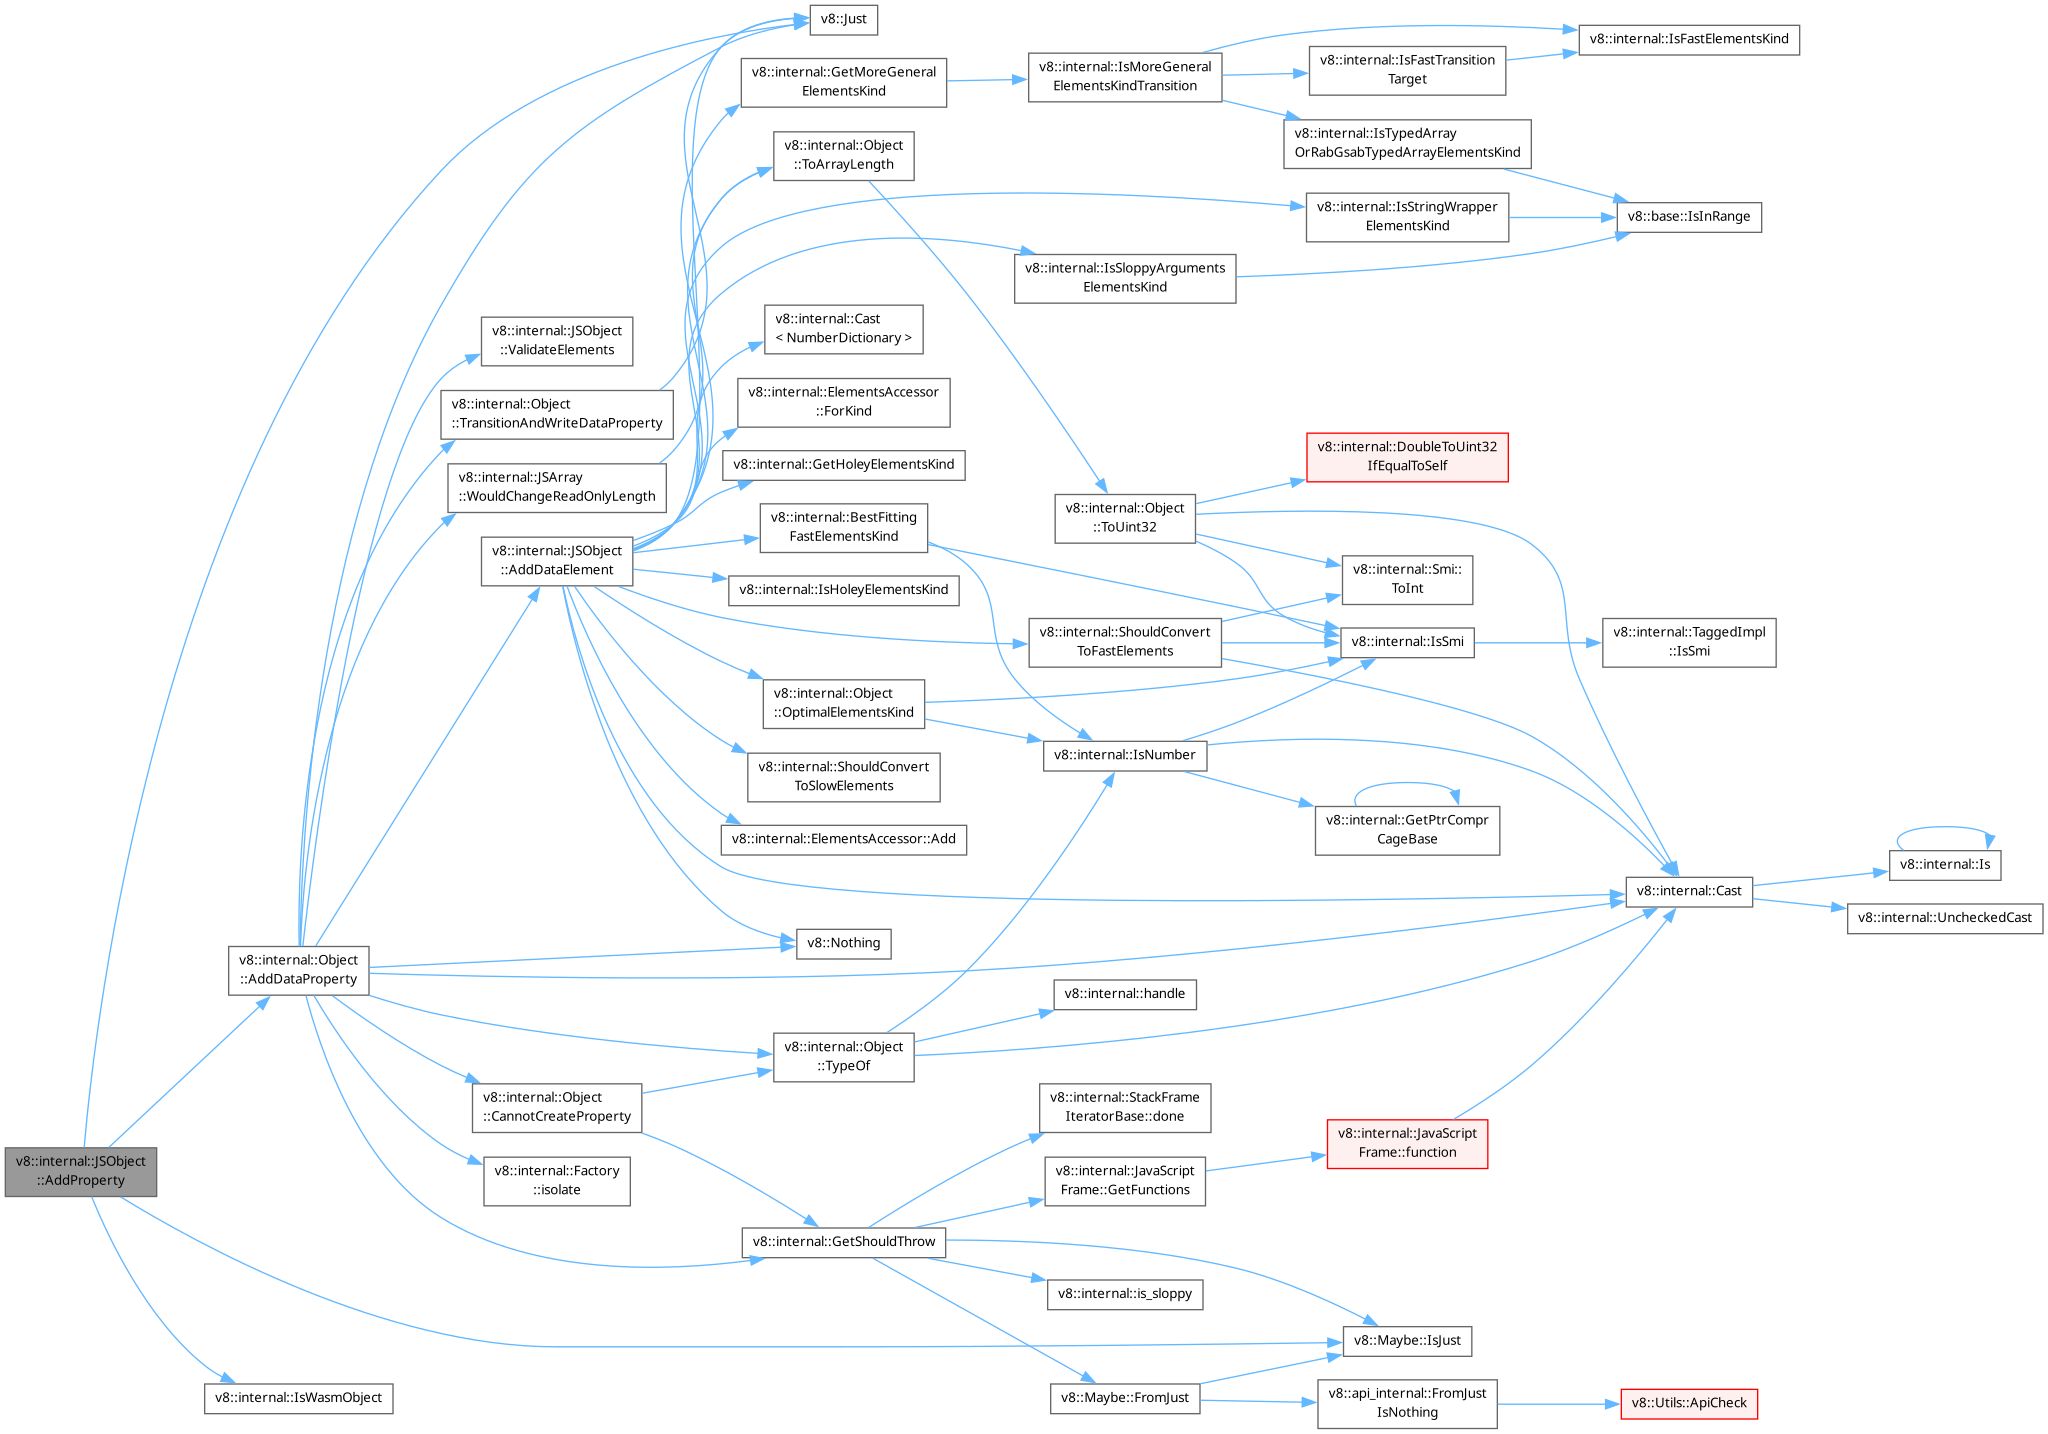 v8::Just
v8::internal::IsFastElementsKind
v8::internal::GetMoreGeneral
ElementsKind
v8::internal::IsMoreGeneral
ElementsKindTransition
v8::internal::IsFastTransition
Target
v8::internal::Object
::ToArrayLength
v8::internal::IsTypedArray
OrRabGsabTypedArrayElementsKind
v8::internal::IsStringWrapper
ElementsKind
v8::base::IsInRange
v8::internal::IsSloppyArguments
ElementsKind
v8::internal::JSObject
::ValidateElements
v8::internal::Cast
< NumberDictionary >
v8::internal::Object
::TransitionAndWriteDataProperty
v8::internal::ElementsAccessor
::ForKind
v8::internal::JSArray
::WouldChangeReadOnlyLength
v8::internal::GetHoleyElementsKind
v8::internal::DoubleToUint32
IfEqualToSelf
v8::internal::JSObject
::AddDataElement
v8::internal::BestFitting
FastElementsKind
v8::internal::Object
::ToUint32
v8::internal::IsHoleyElementsKind
v8::internal::Smi::
ToInt
v8::internal::ShouldConvert
ToFastElements
v8::internal::IsSmi
v8::internal::TaggedImpl
::IsSmi
v8::internal::Object
::OptimalElementsKind
v8::internal::IsNumber
v8::internal::ShouldConvert
ToSlowElements
v8::internal::GetPtrCompr
CageBase
v8::internal::ElementsAccessor::Add
v8::internal::Is
v8::internal::Cast
v8::internal::UncheckedCast
v8::Nothing
v8::internal::Object
::AddDataProperty
v8::internal::handle
v8::internal::Object
::TypeOf
v8::internal::Object
::CannotCreateProperty
v8::internal::StackFrame
IteratorBase::done
v8::internal::JSObject
::AddProperty
v8::internal::Factory
::isolate
v8::internal::JavaScript
Frame::GetFunctions
v8::internal::JavaScript
Frame::function
v8::internal::GetShouldThrow
v8::internal::is_sloppy
v8::Maybe::IsJust
v8::internal::IsWasmObject
v8::Maybe::FromJust
v8::api_internal::FromJust
IsNothing
v8::Utils::ApiCheck